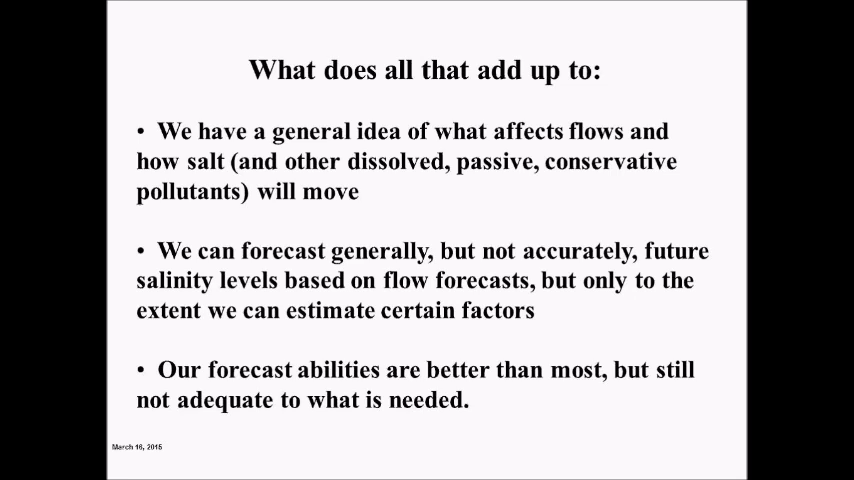 What does all that add up to:
• We have a general idea of what affects flows and
how salt (and other dissolved, passive, conservative
pollutants) will move
• We can forecast generally, but not accurately, future
salinity levels based on flow forecasts, but only to the
extent we can estimate certain factors
• Our forecast abilities are better than most, but still
not adequate to what is needed.
March 16, 2015